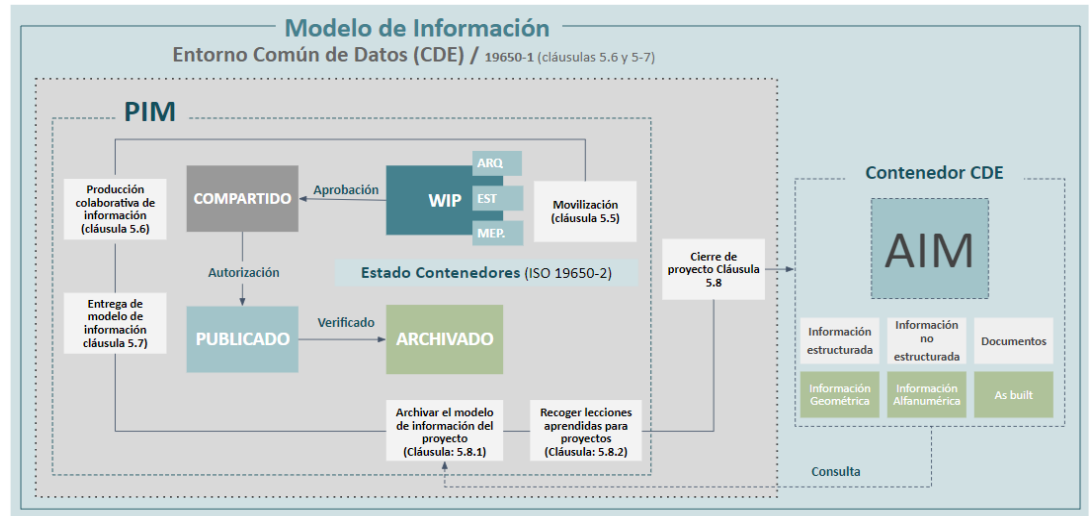 Modelo de Información
Entorno Común de Datos (CDE) / 19650-1 (cláusulas 5.6 y 5-7)
PIM
Producción
colaborativa de
información
(cláusula 5.6)
COMPARTIDO
Aprobación
WIP
ARQ
EST
MEP.
Movilización
(cláusula 5.5)
Autorización
Estado Contenedores (ISO 19650-2)
Entrega de
modelo de
información
cláusula 5.7)
PUBLICADO
Verificado
ARCHIVADO
Archivar el modelo
de información del
proyecto
(Cláusula: 5.8.1)
Recoger lecciones
aprendidas para
proyectos
(Cláusula: 5.8.2)
Cierre de
proyecto Cláusula
5.8
Contenedor CDE
AIM
Información
estructurada
Información
no
estructurada
Documentos
Información
Geométrica
Información
Alfanumérica
As built
Consulta